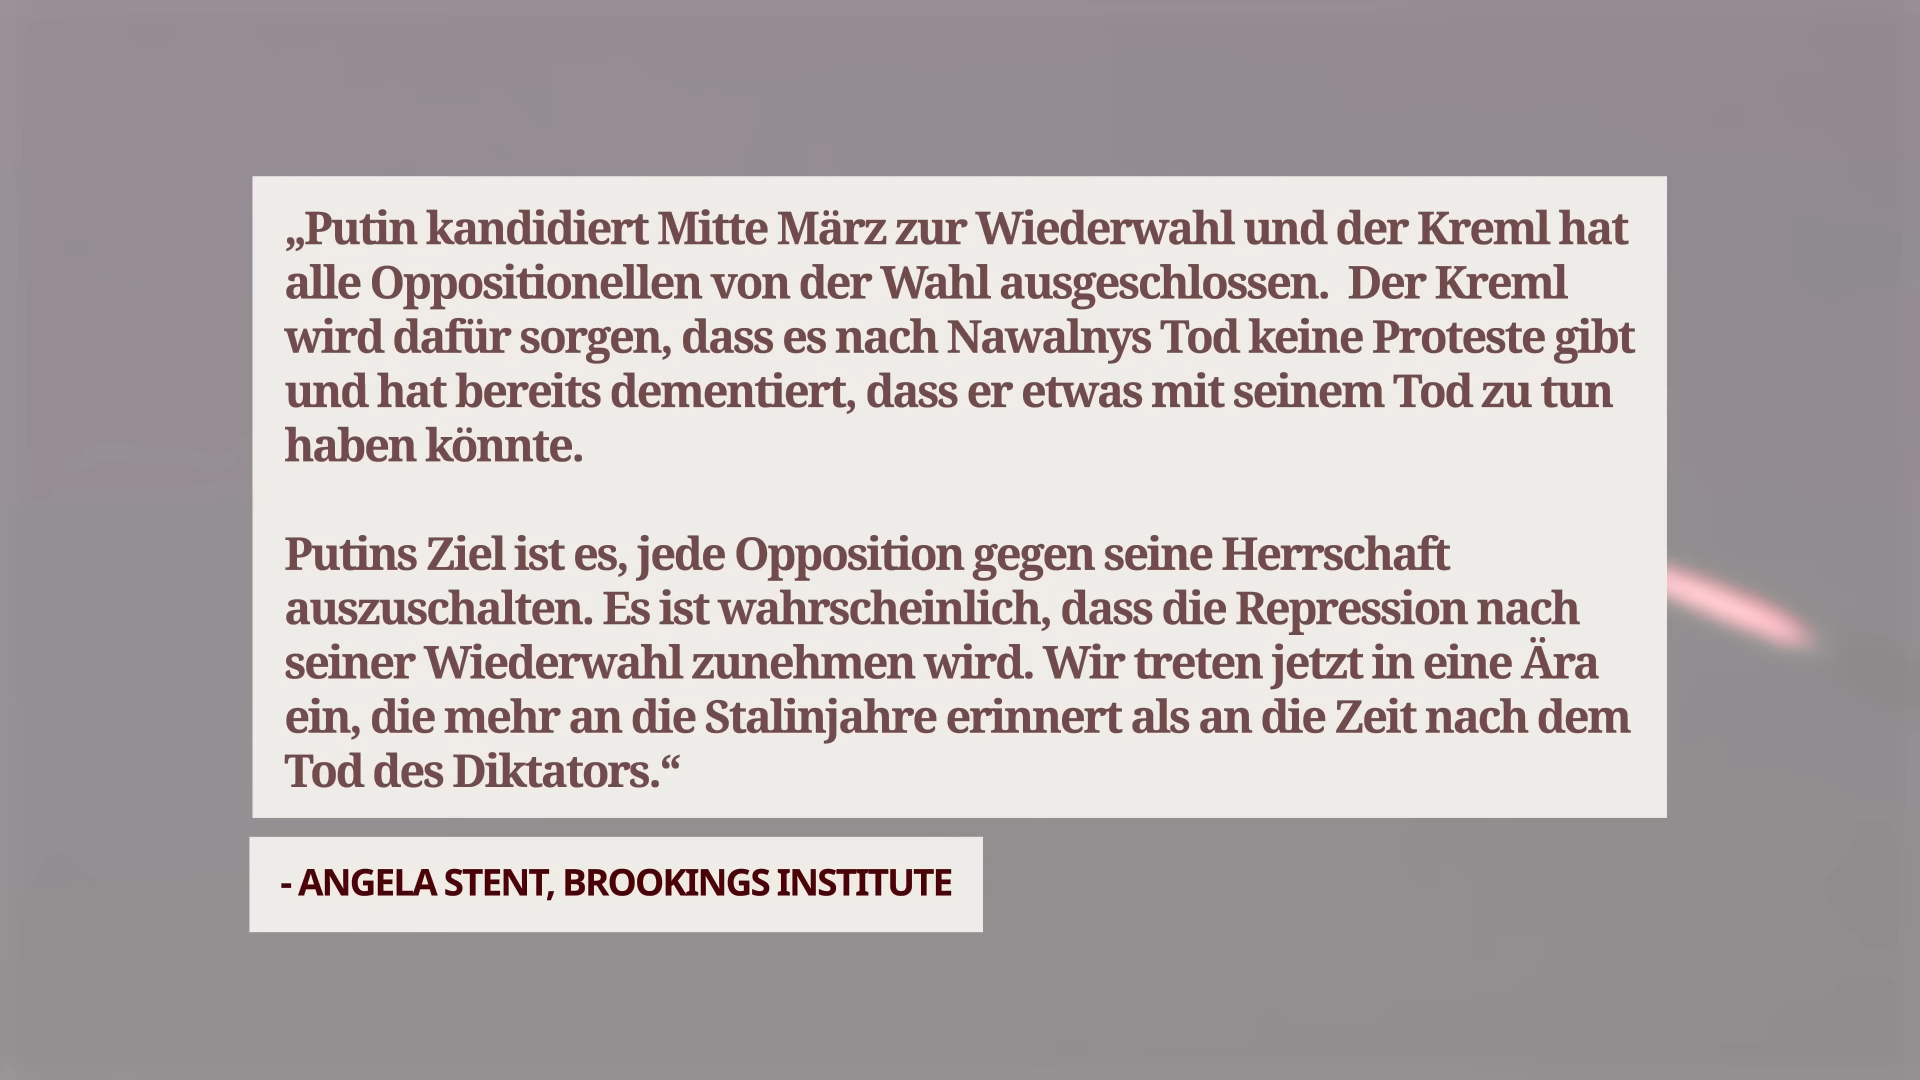 „Putin kandidiert Mitte März zur Wiederwahl und der Kreml hat
alle Oppositionellen von der Wahl ausgeschlossen.  Der Kreml
wird dafür sorgen, dass es nach Nawalnys Tod keine Proteste gibt
und hat bereits dementiert, dass er etwas mit seinem Tod zu tun
haben könnte.
Putins Ziel ist es, jede Opposition gegen seine Herrschaft
auszuschalten. Es ist wahrscheinlich, dass die Repression nach
seiner Wiederwahl zunehmen wird. Wir treten jetzt in eine Ära
ein, die mehr an die Stalinjahre erinnert als an die Zeit nach dem
Tod des Diktators.“
- ANGELA STENT, BROOKINGS INSTITUTE